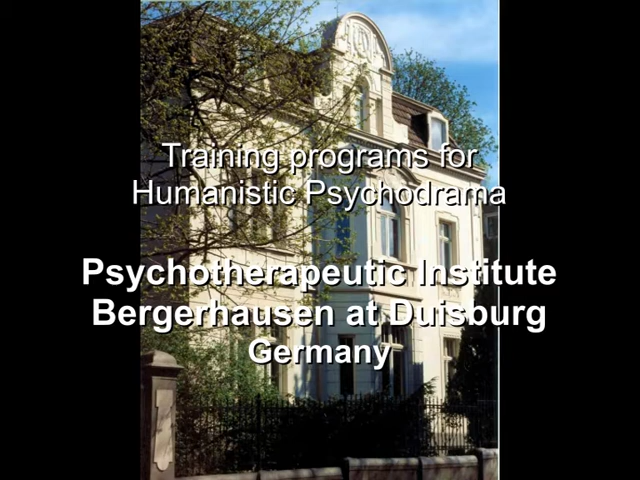 Training programs for
Humanistic Psychodrama
Psychotherapeutic Institute
Bergerhausen at Duisburg
Germany